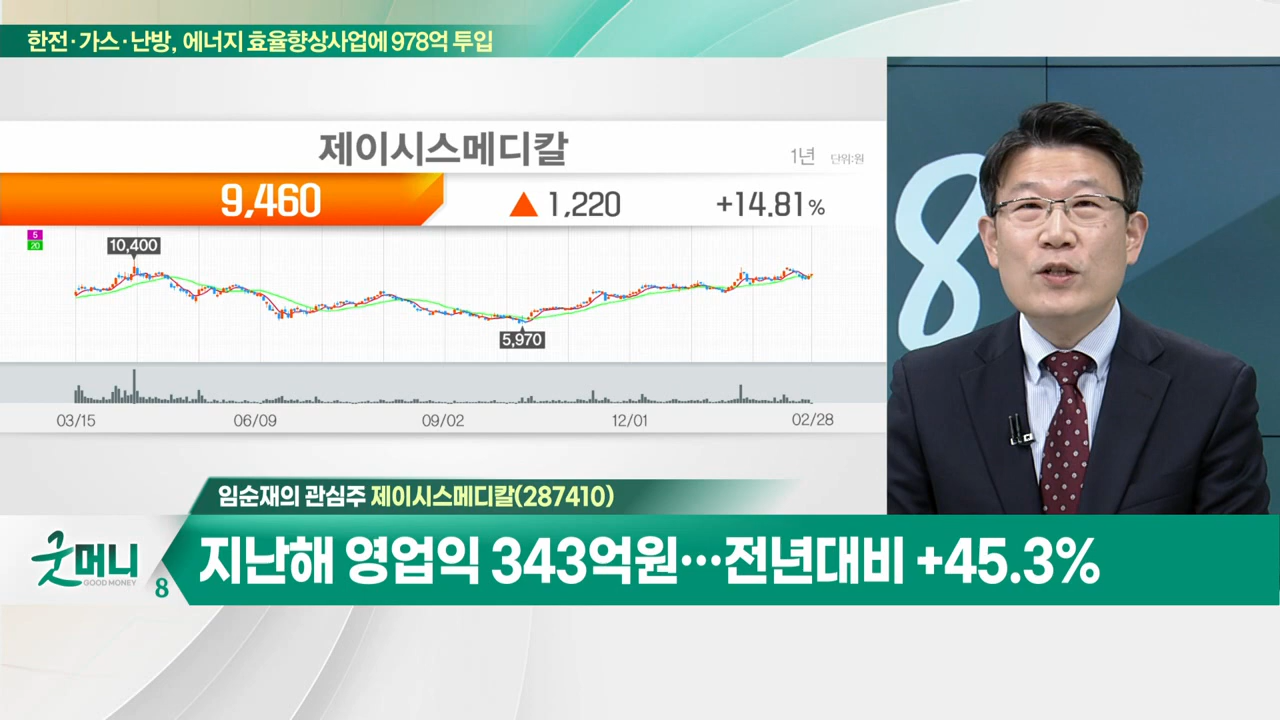 한전·가스·난방, 에너지 효율향상사업에 978억 투입
제이시스메디칼
1년 단위:원
9,460 ▲ 1,220 +14.81%
5
20
10,400
5,970
03/15 06/09 09/02 12/01 02/28
8
임순재의 관심주 제이시스메디칼(287410)
지난해 영업익 343억원…전년대비 +45.3%
굿머니
GOOD MONEY
8